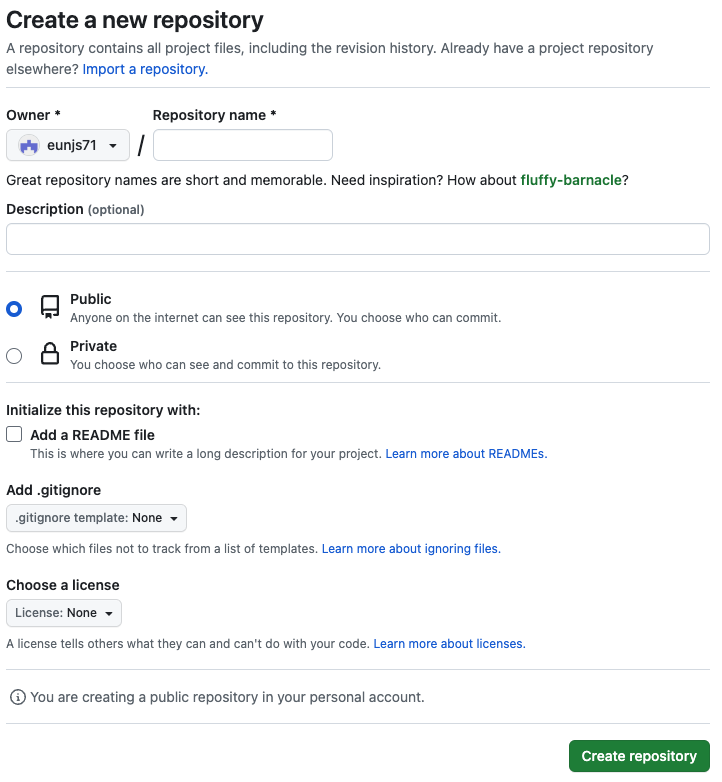 Create a new repository
A repository contains all project files, including the revision history. Already have a project repository
elsewhere? Import a repository.
Owner * Repository name *
eunjs71 /
Great repository names are short and memorable. Need inspiration? How about fluffy-barnacle?
Description (optional)
Public
Anyone on the internet can see this repository. You choose who can commit.
Private
You choose who can see and commit to this repository.
Initialize this repository with:
Add a README file
This is where you can write a long description for your project. Learn more about READMEs.
Add .gitignore
.gitignore template: None
Choose which files not to track from a list of templates. Learn more about ignoring files.
Choose a license
License: None
A license tells others what they can and can't do with your code. Learn more about licenses.
You are creating a public repository in your personal account.
Create repository